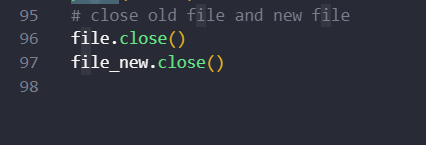 95 # close old file and new file
96 file.close()
97 file_new.close()
98